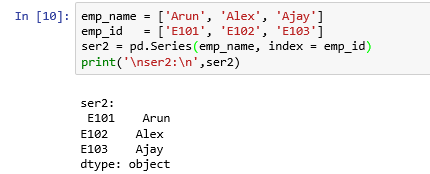 In [10]: emp_name = ['Arun', 'Alex', 'Ajay']
emp_id   = ['E101', 'E102', 'E103']
ser2 = pd.Series(emp_name, index = emp_id)
print('\nser2:\n',ser2)
ser2:
 E101    Arun
E102    Alex
E103    Ajay
dtype: object